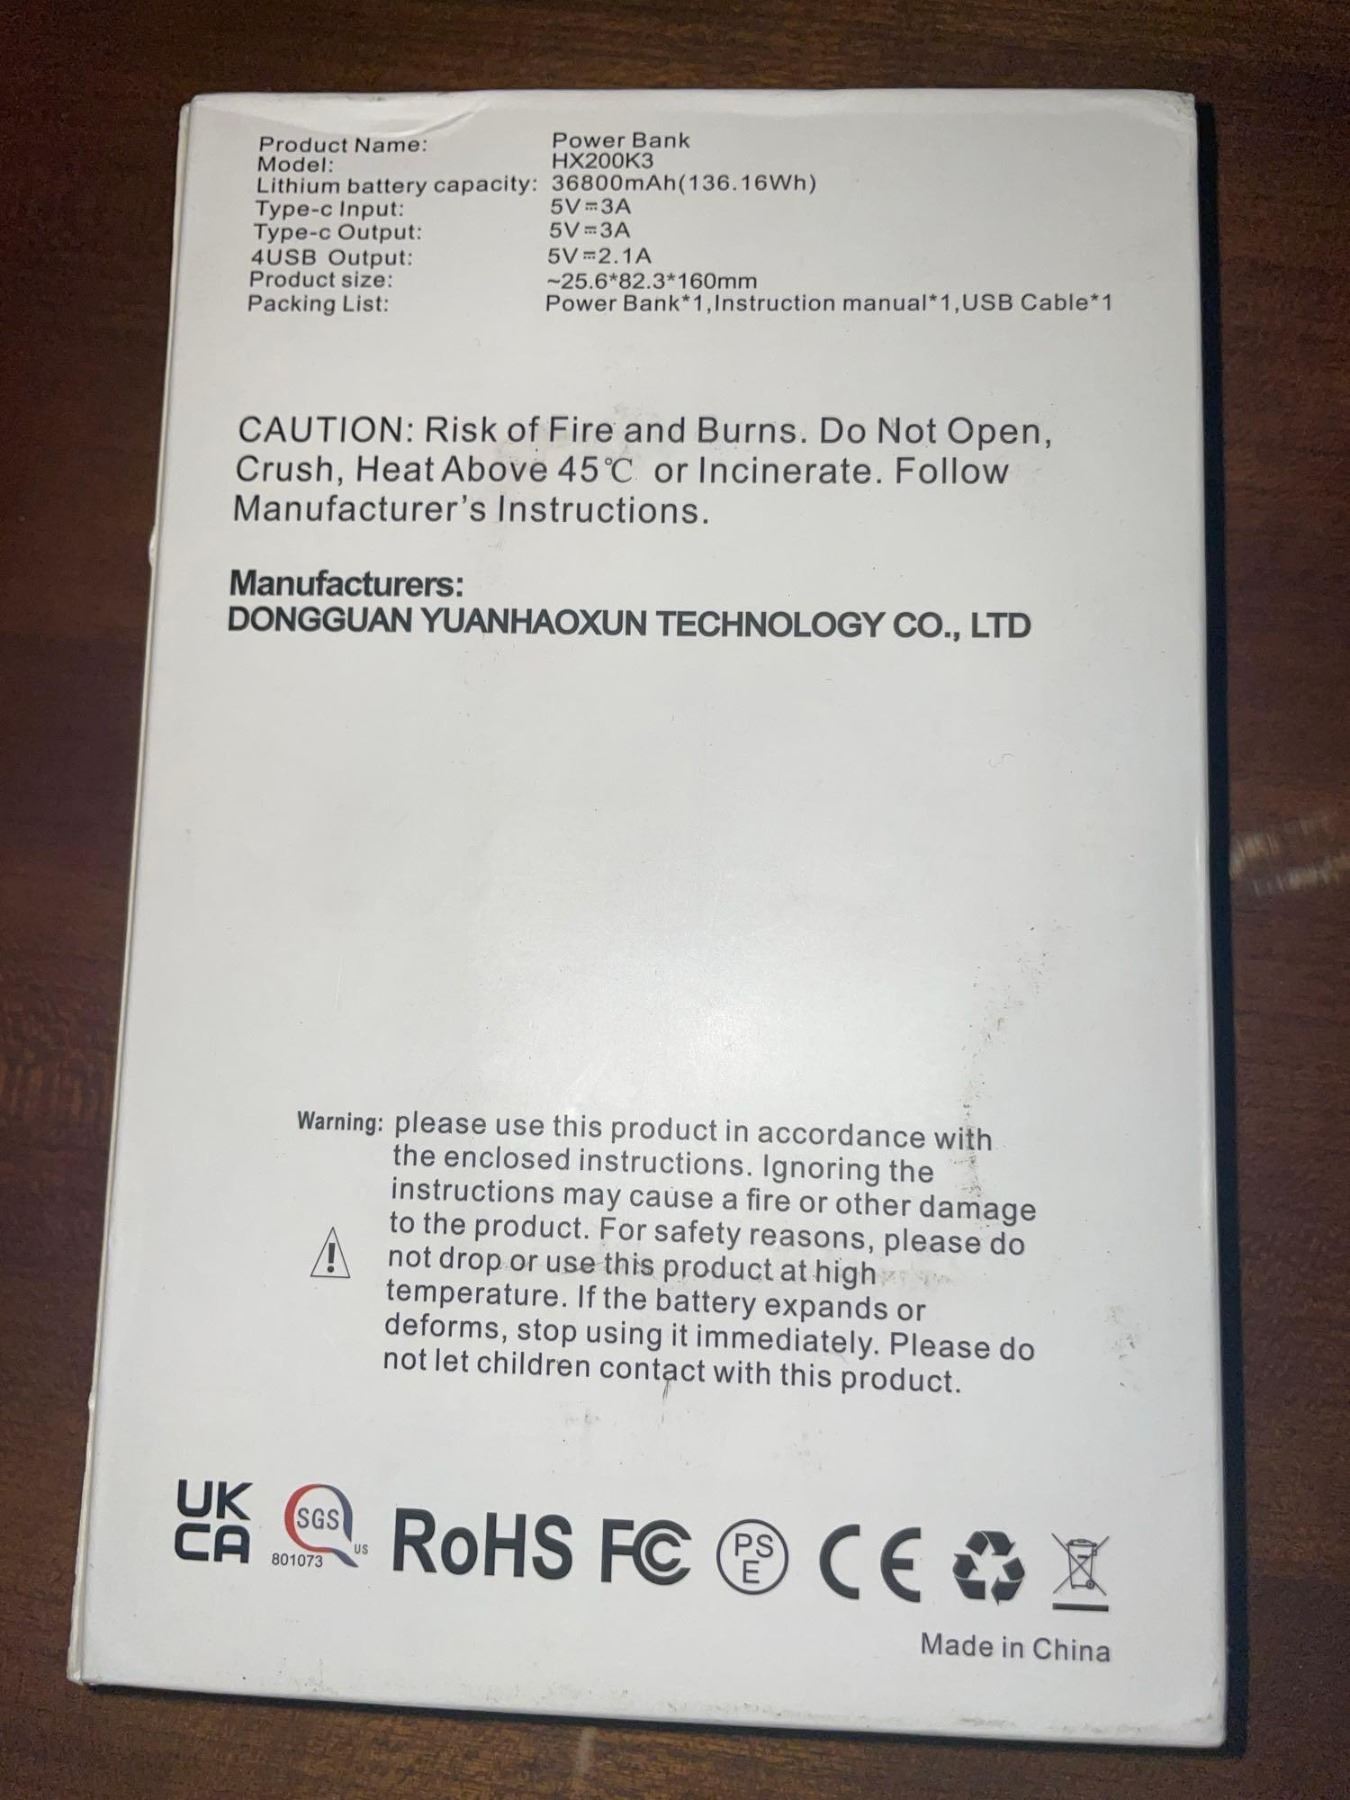 Product Name: Power Bank
Model: HX200K3
Lithium battery capacity: 36800mAh(136.16Wh)
Type-c Input: 5V⎓3A
Type-c Output: 5V⎓3A
4USB Output: 5V⎓2.1A
Product size: ~25.6*82.3*160mm
Packing List: Power Bank*1,Instruction manual*1,USB Cable*1
CAUTION: Risk of Fire and Burns. Do Not Open,
Crush, Heat Above 45℃ or Incinerate. Follow
Manufacturer's Instructions.
Manufacturers:
DONGGUAN YUANHAOXUN TECHNOLOGY CO., LTD
Warning: please use this product in accordance with
the enclosed instructions. Ignoring the
instructions may cause a fire or other damage
to the product. For safety reasons, please do
not drop or use this product at high
temperature. If the battery expands or
deforms, stop using it immediately. Please do
not let children contact with this product.
!
UK
CA
SGS
US
801073
RoHS FC PS
E
CE
Made in China